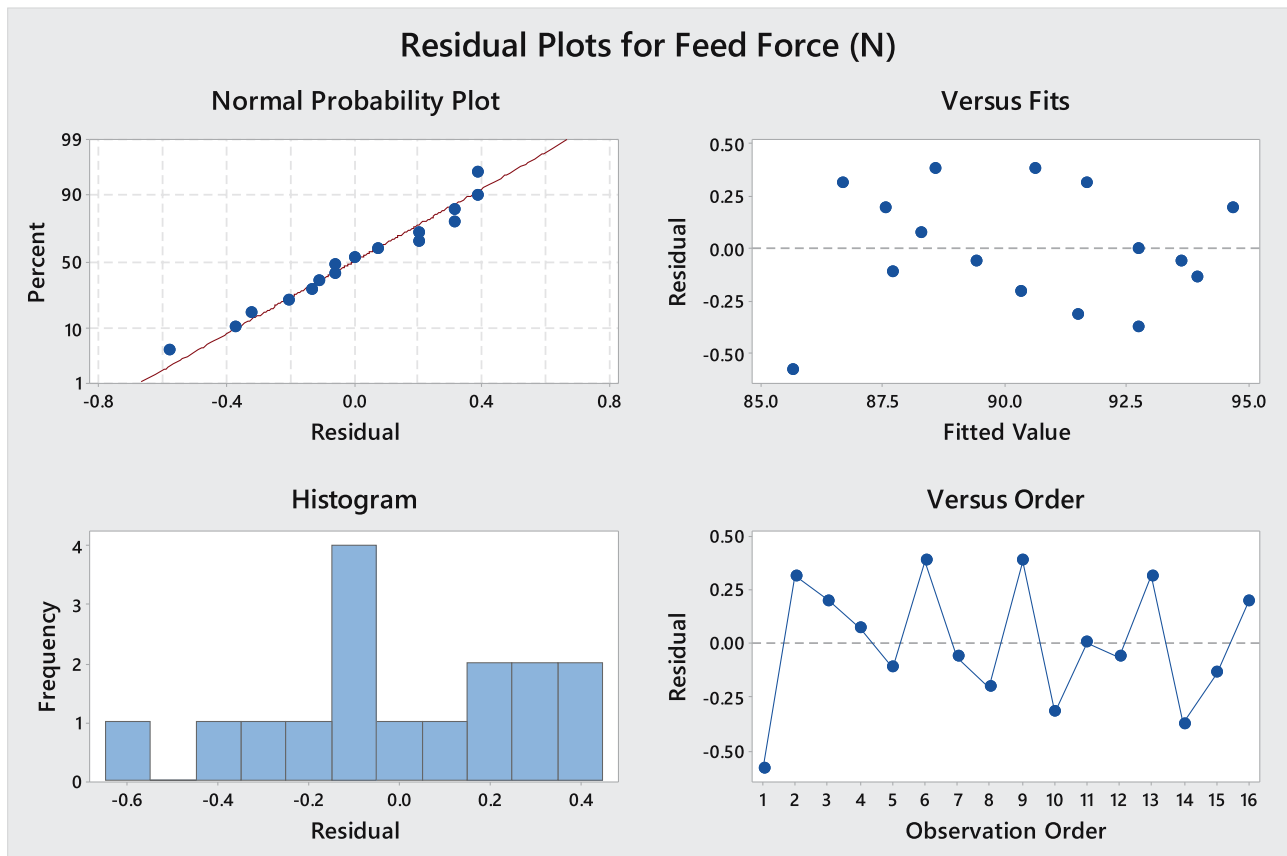 Residual Plots for Feed Force (N)
Normal Probability Plot
99
90
50
10
1
Percent
-0.8 -0.4 0.0 0.4 0.8
Residual
Versus Fits
0.50
0.25
0.00
-0.25
-0.50
Residual
85.0 87.5 90.0 92.5 95.0
Fitted Value
Histogram
4
3
2
1
0
Frequency
-0.6 -0.4 -0.2 0.0 0.2 0.4
Residual
Versus Order
0.50
0.25
0.00
-0.25
-0.50
Residual
1 2 3 4 5 6 7 8 9 10 11 12 13 14 15 16
Observation Order